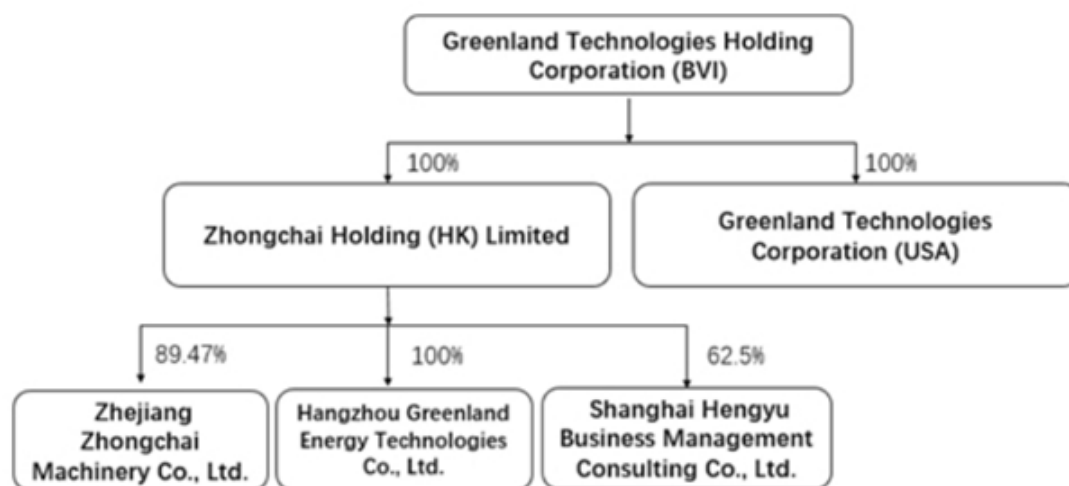 Greenland Technologies Holding
Corporation (BVI)
100%
100%
Zhongchai Holding (HK) Limited
Greenland Technologies
Corporation (USA)
89.47%
100%
62.5%
Zhejiang
Zhongchai
Machinery Co., Ltd.
Hangzhou Greenland
Energy Technologies
Co., Ltd.
Shanghai Hengyu
Business Management
Consulting Co., Ltd.